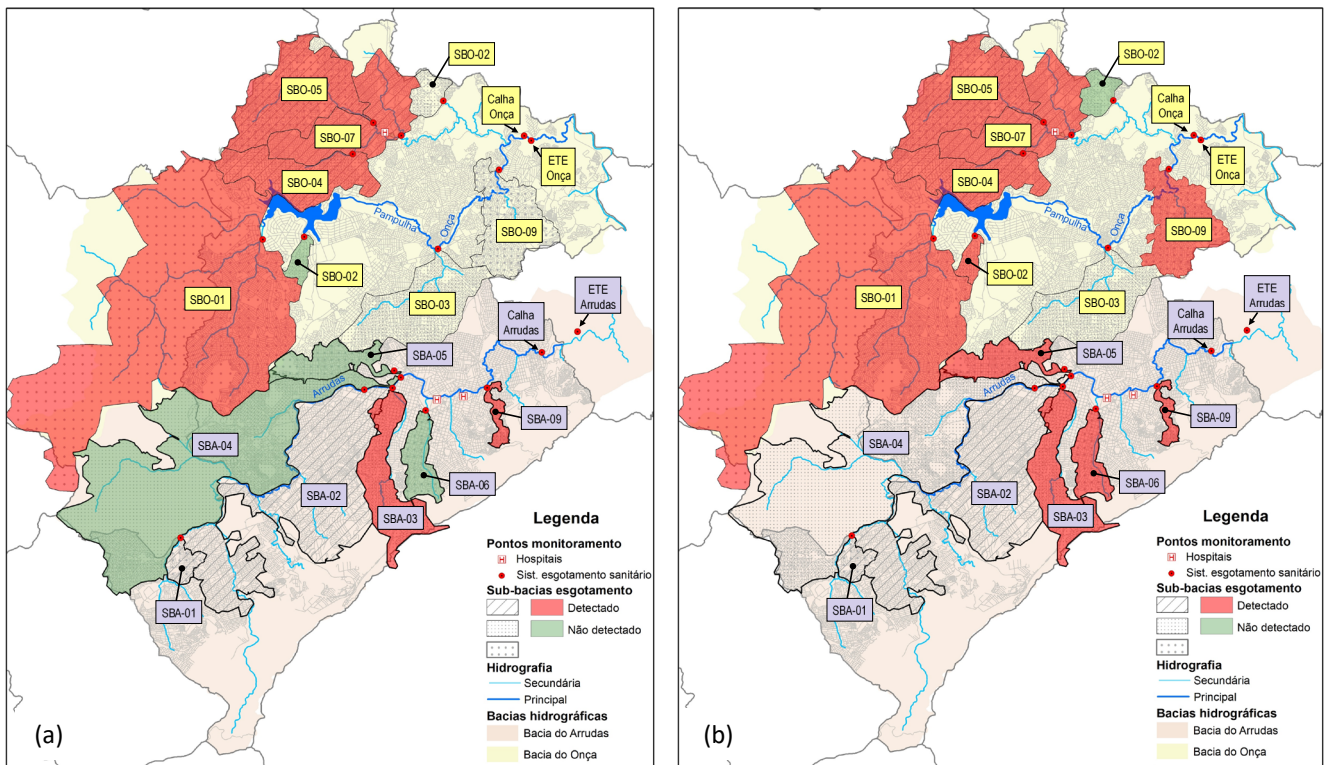 SBO-02
SBO-05
Calha
Onça
SBO-07
H
ETE
Onça
SBO-04
Pampulha
Onça
SBO-09
SBO-02
SBO-01
SBO-03
ETE
Arrudas
Calha
Arrudas
SBA-05
Arrudas
H
H
SBA-09
SBA-04
SBA-06
SBA-02
SBA-03
SBA-01
Legenda
Pontos monitoramento
H Hospitais
Sist. esgotamento sanitário
Sub-bacias esgotamento
Detectado
Não detectado
Hidrografia
Secundária
Principal
Bacias hidrográficas
Bacia do Arrudas
Bacia do Onça
(a)
SBO-02
SBO-05
Calha
Onça
SBO-07
H
ETE
Onça
SBO-04
Pampulha
Onça
SBO-09
SBO-02
SBO-01
SBO-03
ETE
Arrudas
Calha
Arrudas
SBA-05
Arrudas
H
H
SBA-09
SBA-04
SBA-06
SBA-02
SBA-03
SBA-01
Legenda
Pontos monitoramento
H Hospitais
Sist. esgotamento sanitário
Sub-bacias esgotamento
Detectado
Não detectado
Hidrografia
Secundária
Principal
Bacias hidrográficas
Bacia do Arrudas
Bacia do Onça
(b)